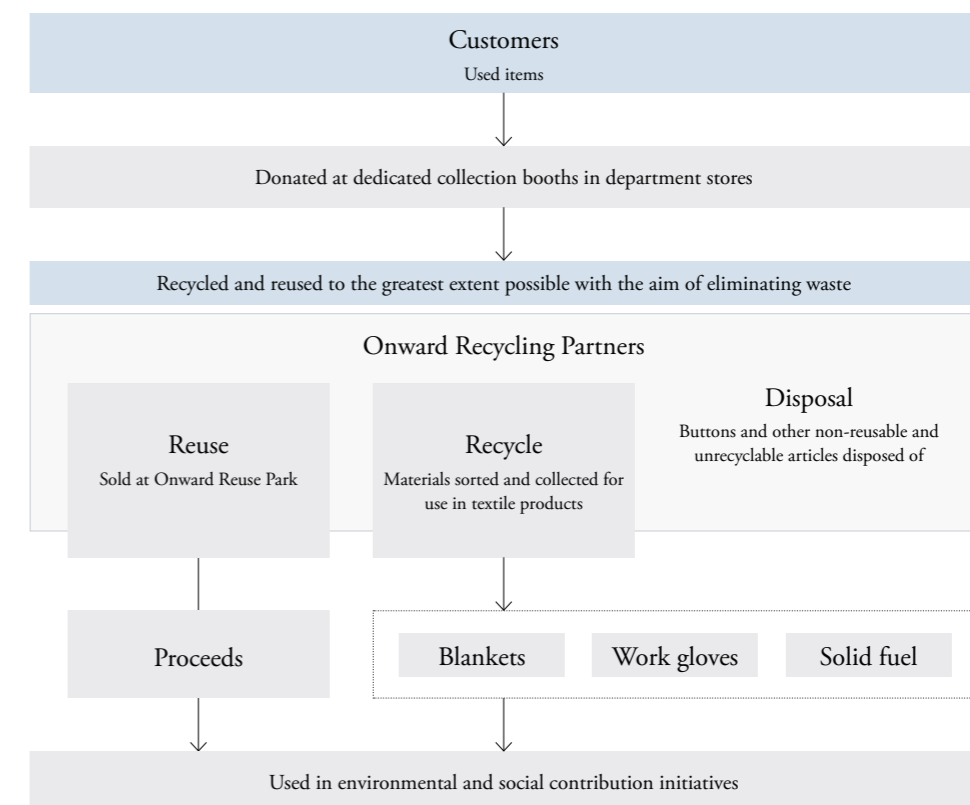 Customers
Used items
Donated at dedicated collection booths in department stores
Recycled and reused to the greatest extent possible with the aim of eliminating waste
Onward Recycling Partners
Reuse
Sold at Onward Reuse Park
Recycle
Materials sorted and collected for
use in textile products
Disposal
Buttons and other non-reusable and
unrecyclable articles disposed of
Proceeds
Blankets
Work gloves
Solid fuel
Used in environmental and social contribution initiatives